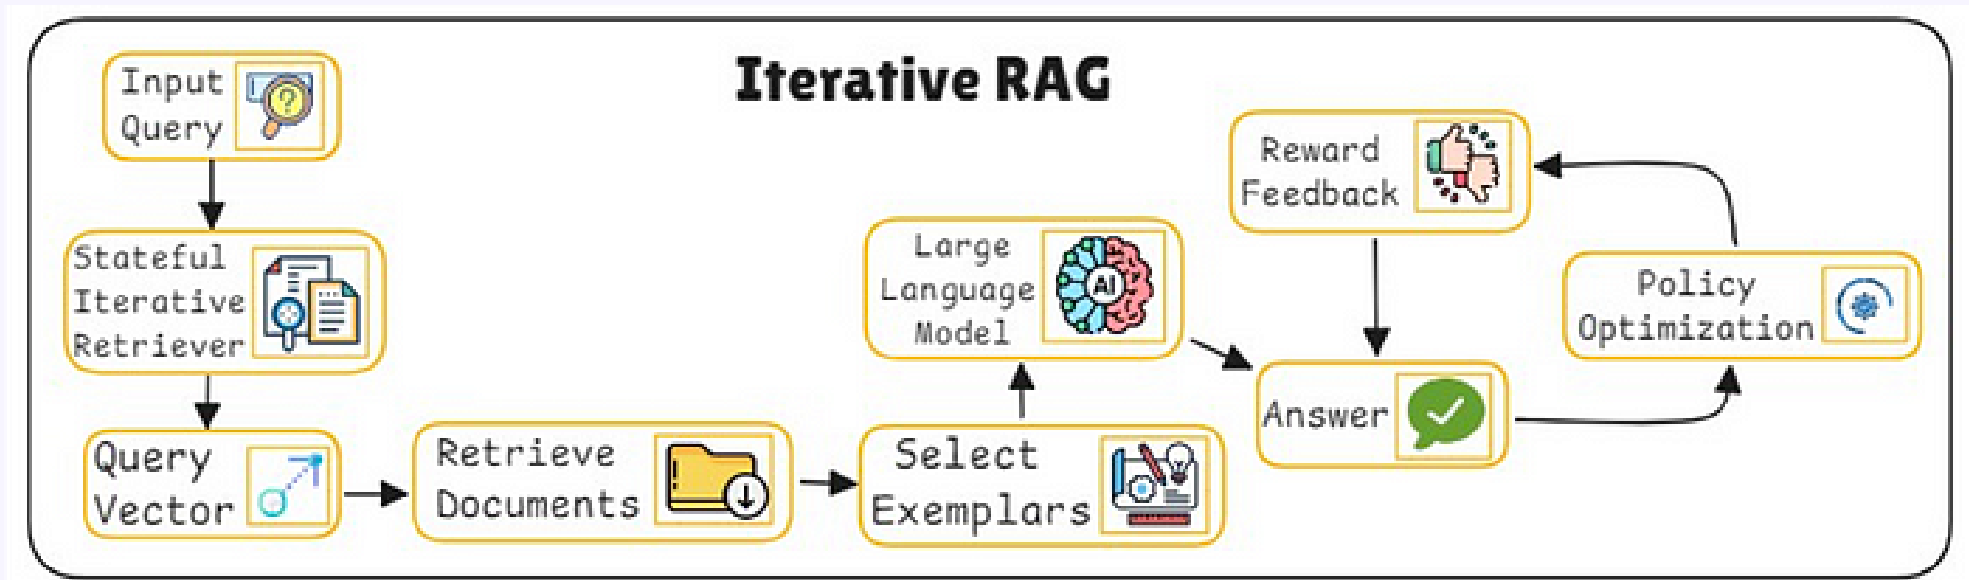 Iterative RAG
Input
Query
Stateful
Iterative
Retriever
Query
Vector
Retrieve
Documents
Select
Exemplars
Large
Language
Model
AI
Answer
Policy
Optimization
Reward
Feedback